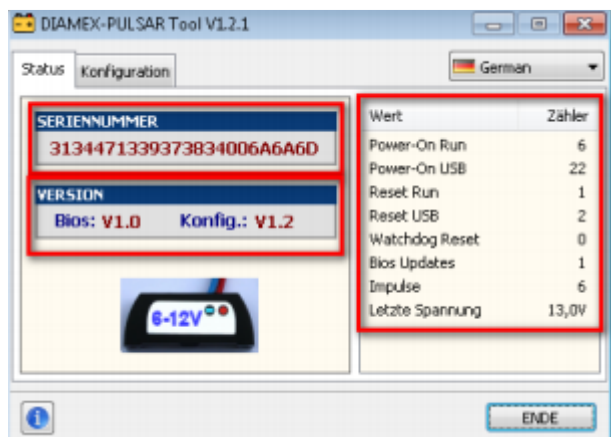 DIAMEX-PULSAR Tool V1.2.1
Status Konfiguration
German
SERIENNUMMER
3134471339373834006A6A6D
VERSION
Bios: V1.0 Konfig.: V1.2
6-12V
Wert Zähler
Power-On Run 6
Power-On USB 22
Reset Run 1
Reset USB 2
Watchdog Reset 0
Bios Updates 1
Impulse 6
Letzte Spannung 13,0V
ENDE